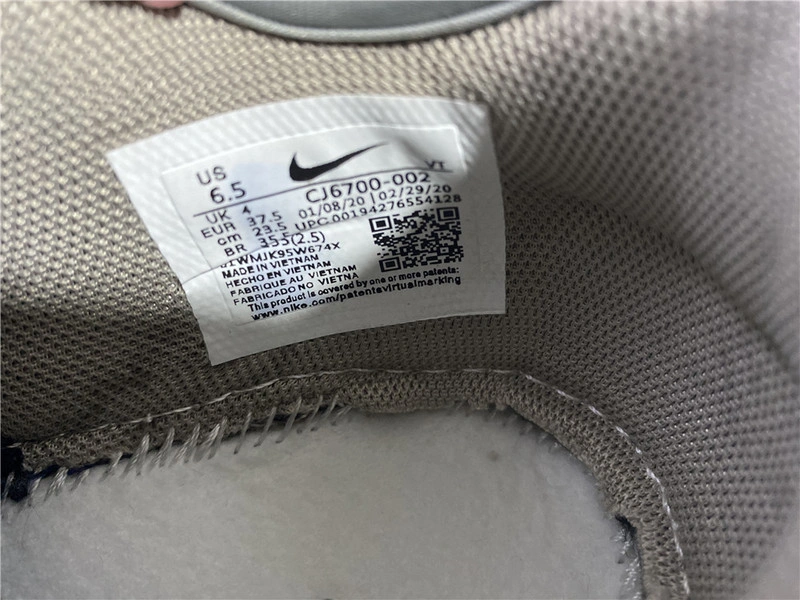 US
6.5
VT
CJ6700-002
UK 4
01/08/20 | 02/29/20
EUR 37.5
UPC:00194276554128
cm 23.5
BR 35.5(2.5)
MADE IN VIETNAM
HECHO EN VIETNAM
FABRIQUE AU VIETNAM
FABRICADO NO VIETNA
This product is covered by one or more patents:
www.nike.com/patentsvirtualmarking